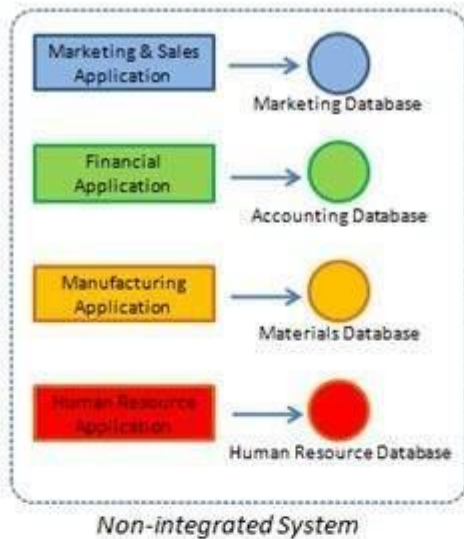 Marketing & Sales
Application
Marketing Database
Financial
Application
Accounting Database
Manufacturing
Application
Materials Database
Human Resource
Application
Human Resource Database
Non-integrated System